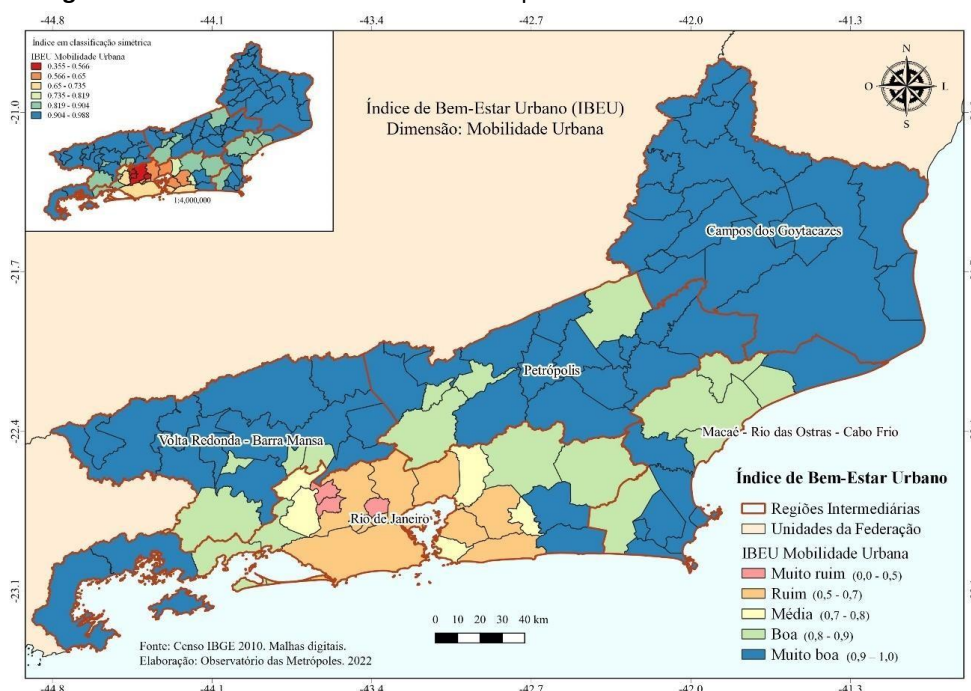 -44.8 -44.1 -43.4 -42.7 -42.0 -41.3
Índice em classificação simetrica
IBEU Mobilidade Urbana
0.355 - 0.566
0.566 - 0.65
0.65 - 0.735
0.735 - 0.819
0.819 - 0.904
0.904 - 0.988
1:4,000,000
Índice de Bem-Estar Urbano (IBEU)
Dimensão: Mobilidade Urbana
N
O L
S
-21.0
-21.7
-22.4
-23.1
Campos dos Goytacazes
Petrópolis
Volta Redonda - Barra Mansa
Macaé - Rio das Ostras - Cabo Frio
Rio de Janeiro
Índice de Bem-Estar Urbano
Regiões Intermediárias
Unidades da Federação
IBEU Mobilidade Urbana
Muito ruim (0,0 - 0,5)
Ruim (0,5 - 0,7)
Média (0,7 - 0,8)
Boa (0,8 - 0,9)
Muito boa (0,9 – 1,0)
0 10 20 30 40 km
Fonte: Censo IBGE 2010. Malhas digitais.
Elaboração: Observatório das Metrópoles. 2022
-44.8 -44.1 -43.4 -42.7 -42.0 -41.3